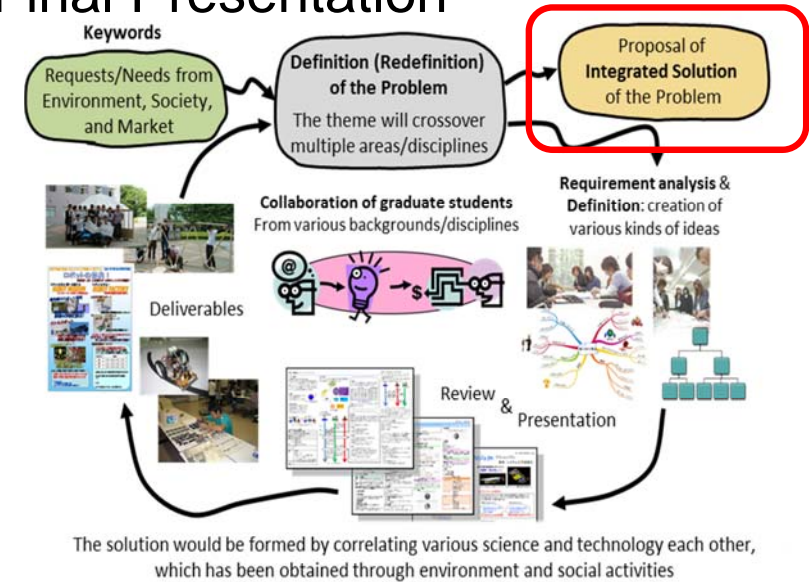 Final Presentation
Keywords
Requests/Needs from
Environment, Society,
and Market
Definition (Redefinition)
of the Problem
The theme will crossover
multiple areas/disciplines
Proposal of
Integrated Solution
of the Problem
Requirement analysis &
Definition: creation of
various kinds of ideas
Collaboration of graduate students
From various backgrounds/disciplines
@
$
Deliverables
Review
&
Presentation
The solution would be formed by correlating various science and technology each other,
which has been obtained through environment and social activities